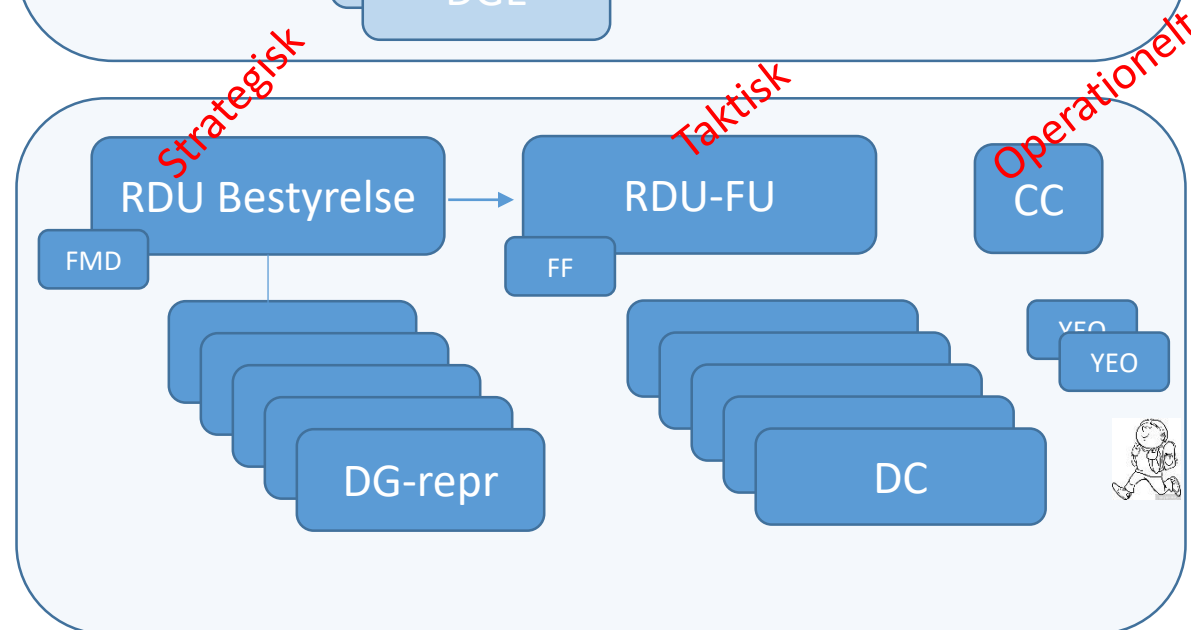 Strategisk
Taktisk
Operationelt
RDU Bestyrelse
RDU-FU
CC
FMD
FF
YEO
YEO
DG-repr
DC